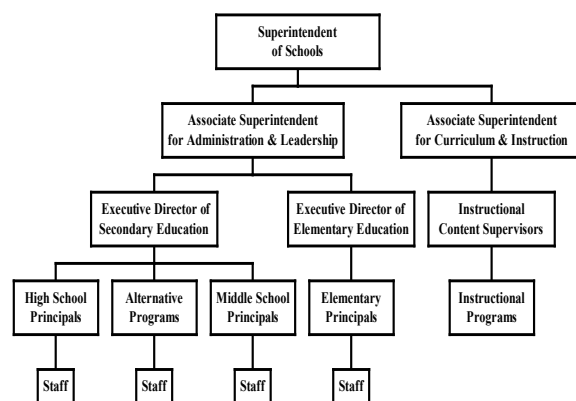 Superintendent
of Schools
Associate Superintendent
for Administration & Leadership
Associate Superintendent
for Curriculum & Instruction
Executive Director of
Secondary Education
Executive Director of
Elementary Education
Instructional
Content Supervisors
High School
Principals
Alternative
Programs
Middle School
Principals
Elementary
Principals
Instructional
Programs
Staff
Staff
Staff
Staff